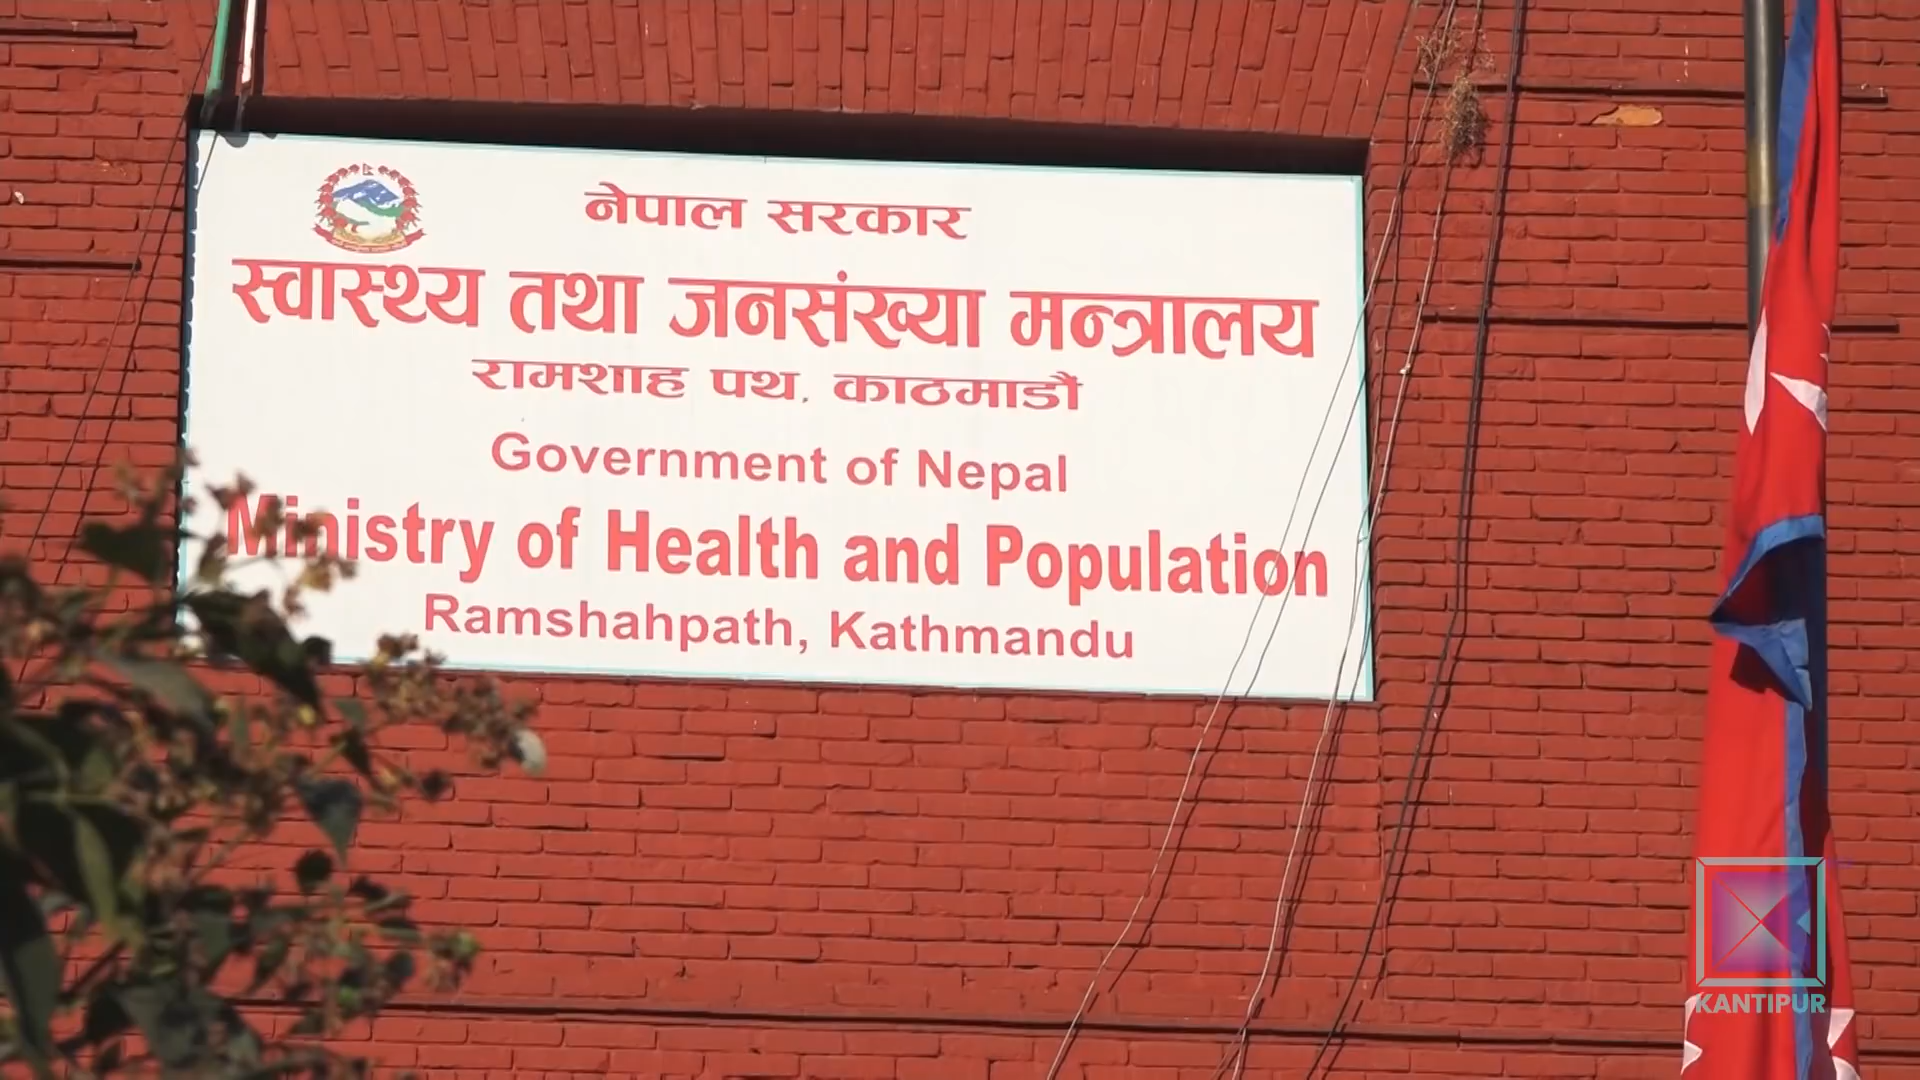 नेपाल सरकार
स्वास्थ्य तथा जनसंख्या मन्त्रालय
रामशाह पथ, काठमाडौं
Government of Nepal
Ministry of Health and Population
Ramshahpath, Kathmandu
KANTIPUR